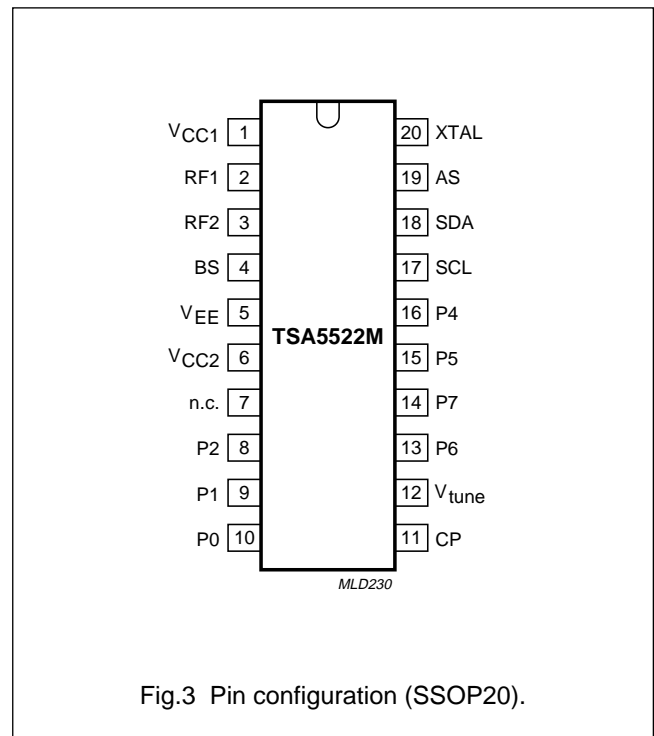 VCC1 1 20 XTAL
RF1 2 19 AS
RF2 3 18 SDA
BS 4 17 SCL
VEE 5 16 P4
TSA5522M
VCC2 6 15 P5
n.c. 7 14 P7
P2 8 13 P6
P1 9 12 Vtune
P0 10 11 CP
MLD230
Fig.3 Pin configuration (SSOP20).